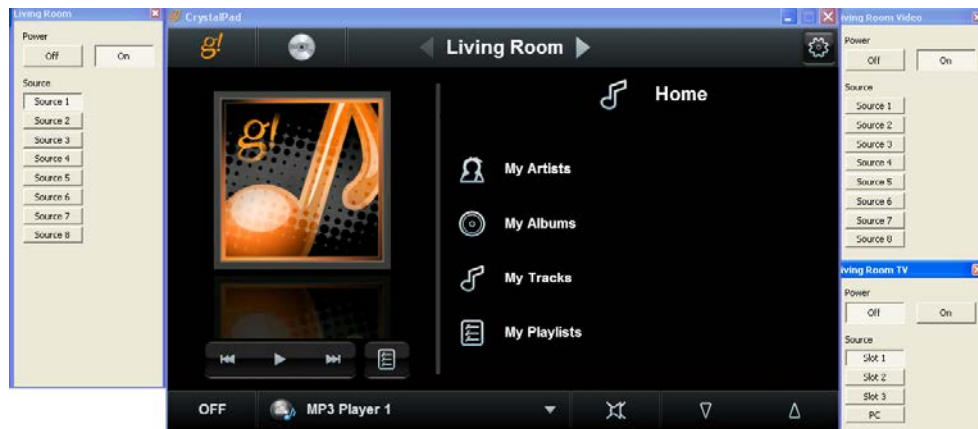 Living Room
Power
Off On
Source
Source 1
Source 2
Source 3
Source 4
Source 5
Source 6
Source 7
Source 8
g! CrystalPad
g!
Living Room
g!
Home
My Artists
My Albums
My Tracks
My Playlists
OFF
MP3 Player 1
iving Room Video
Power
Off On
Source
Source 1
Source 2
Source 3
Source 4
Source 5
Source 6
Source 7
Source 8
iving Room TV
Power
Off On
Source
Slot 1
Slot 2
Slot 3
PC